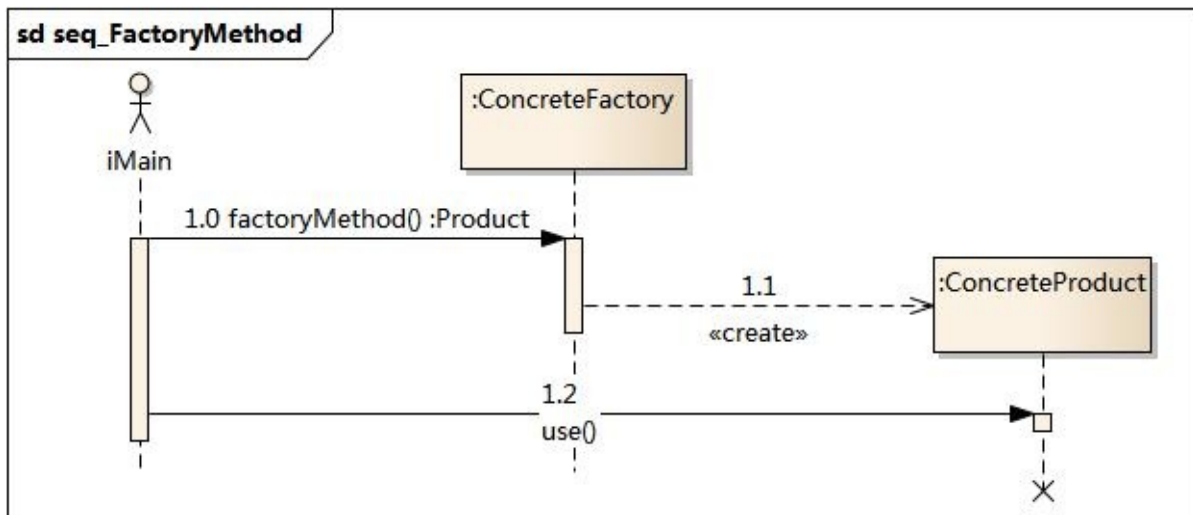 sd seq_FactoryMethod
:ConcreteFactory
iMain
1.0 factoryMethod() :Product
:ConcreteProduct
1.1
«create»
1.2
use()